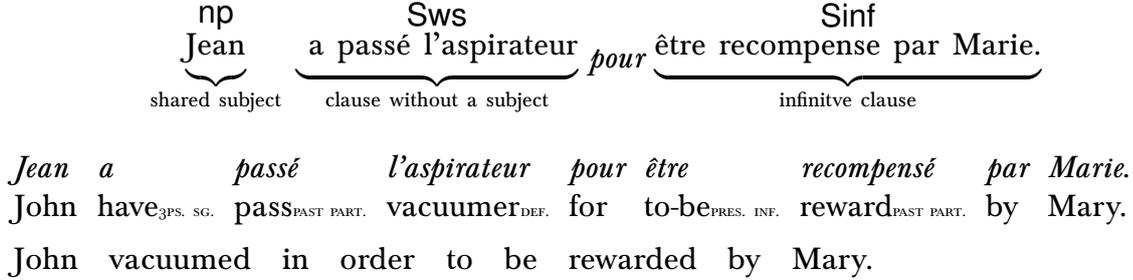 np Sws Sinf
Jean a passé l'aspirateur pour être recompense par Marie.
shared subject clause without a subject infinitve clause
Jean a passé l'aspirateur pour être recompensé par Marie.
John have3PS. SG. passPAST PART. vacuumerDEF. for to-bePRES. INF. rewardPAST PART. by Mary.
John vacuumed in order to be rewarded by Mary.